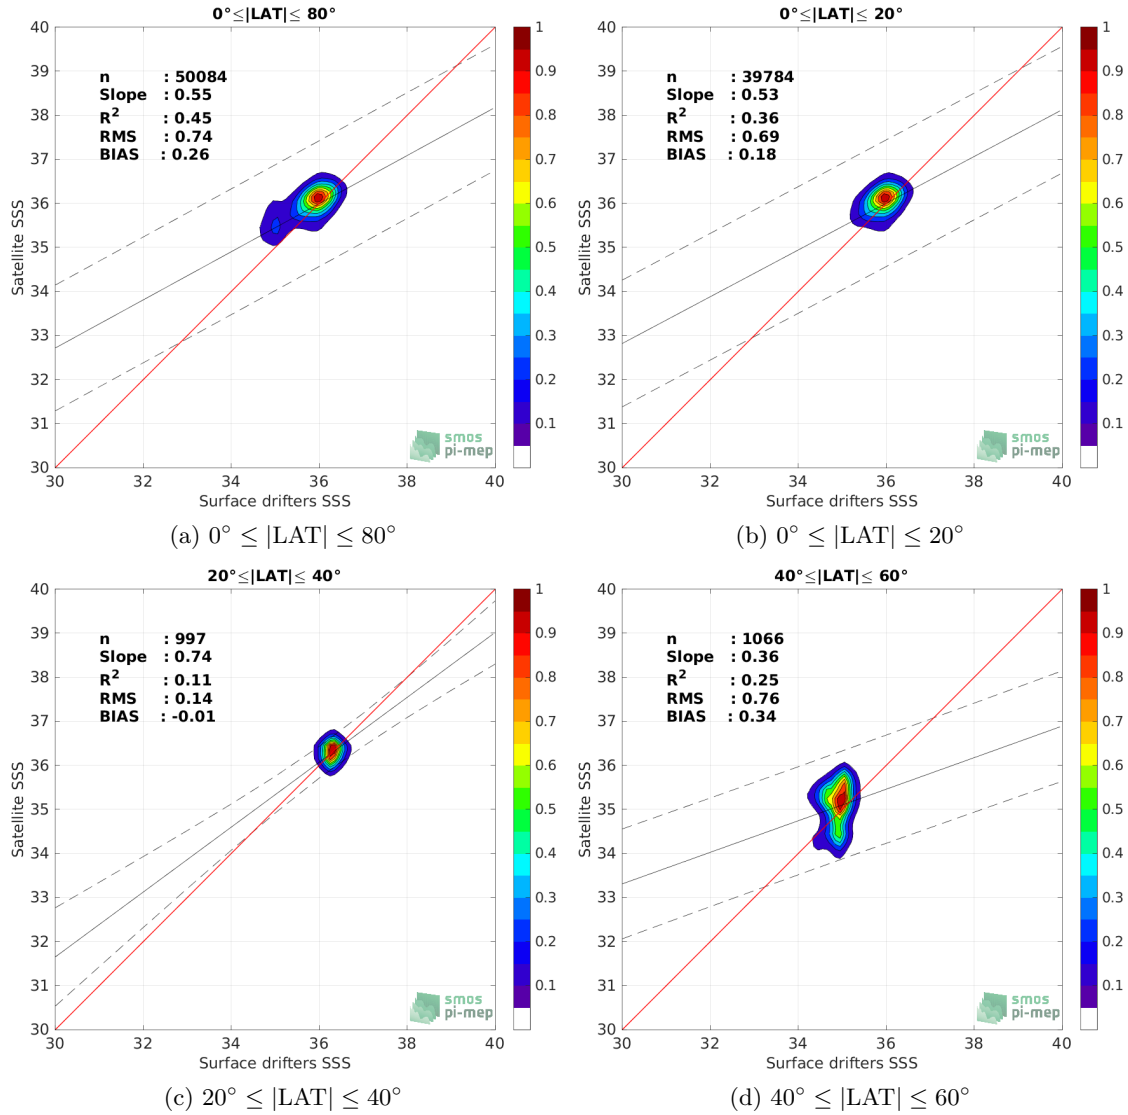 0°≤|LAT|≤ 80°
40
39
38
37
36
35
34
33
32
31
30
30
32
34
36
38
40
Satellite SSS
Surface drifters SSS
n : 50084
Slope : 0.55
R² : 0.45
RMS : 0.74
BIAS : 0.26
smos
pi-mep
1
0.9
0.8
0.7
0.6
0.5
0.4
0.3
0.2
0.1
(a) 0° ≤ |LAT| ≤ 80°
0°≤|LAT|≤ 20°
40
39
38
37
36
35
34
33
32
31
30
30
32
34
36
38
40
Satellite SSS
Surface drifters SSS
n : 39784
Slope : 0.53
R² : 0.36
RMS : 0.69
BIAS : 0.18
smos
pi-mep
1
0.9
0.8
0.7
0.6
0.5
0.4
0.3
0.2
0.1
(b) 0° ≤ |LAT| ≤ 20°
20°≤|LAT|≤ 40°
40
39
38
37
36
35
34
33
32
31
30
30
32
34
36
38
40
Satellite SSS
Surface drifters SSS
n : 997
Slope : 0.74
R² : 0.11
RMS : 0.14
BIAS : -0.01
smos
pi-mep
1
0.9
0.8
0.7
0.6
0.5
0.4
0.3
0.2
0.1
(c) 20° ≤ |LAT| ≤ 40°
40°≤|LAT|≤ 60°
40
39
38
37
36
35
34
33
32
31
30
30
32
34
36
38
40
Satellite SSS
Surface drifters SSS
n : 1066
Slope : 0.36
R² : 0.25
RMS : 0.76
BIAS : 0.34
smos
pi-mep
1
0.9
0.8
0.7
0.6
0.5
0.4
0.3
0.2
0.1
(d) 40° ≤ |LAT| ≤ 60°